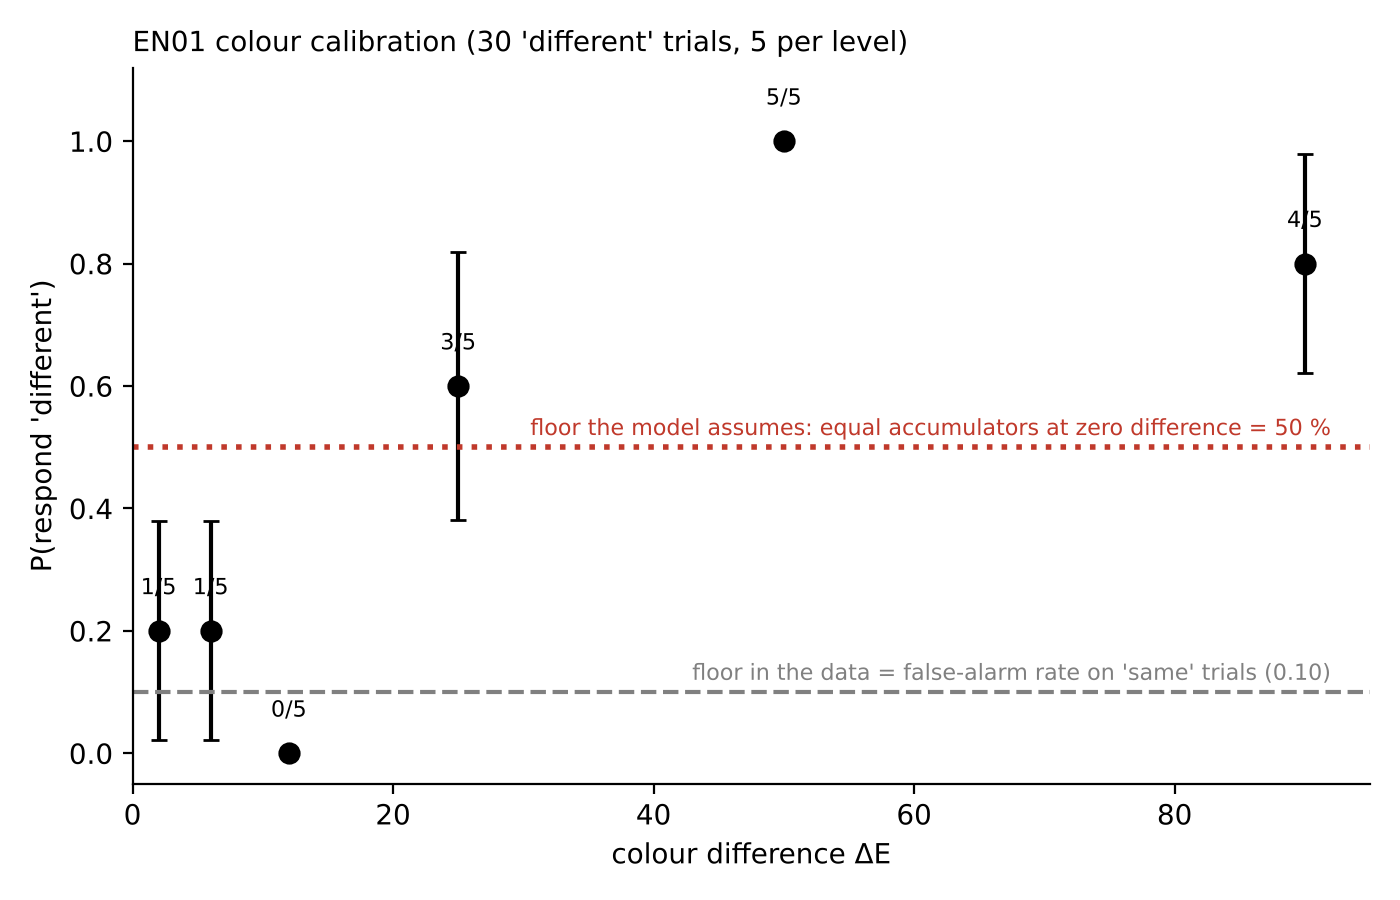 EN01 colour calibration (30 'different' trials, 5 per level)
5/5
1.0
4/5
0.8
3/5
0.6
floor the model assumes: equal accumulators at zero difference = 50 %
0.4
1/5 1/5
0.2
floor in the data = false-alarm rate on 'same' trials (0.10)
0/5
0.0
P(respond 'different')
0 20 40 60 80
colour difference ΔE